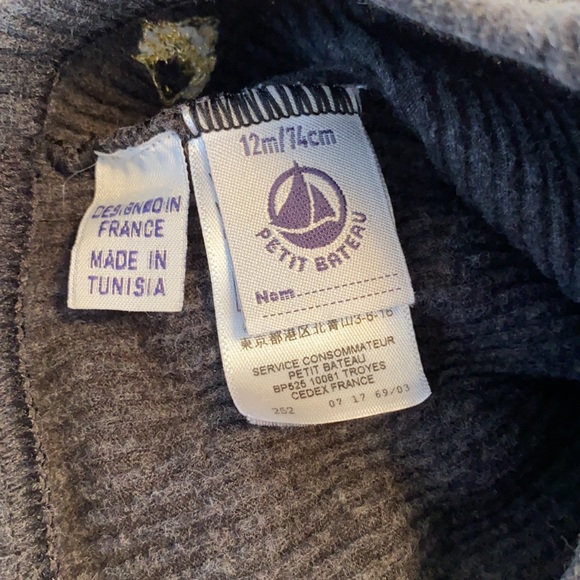 12m/74cm
PETIT BATEAU
Nom
DESIGNED IN
FRANCE
MADE IN
TUNISIA
東京都港区北青山3-6-16
SERVICE CONSOMMATEUR
PETIT BATEAU
BP525 10081 TROYES
CEDEX FRANCE
252 07 17 69/03